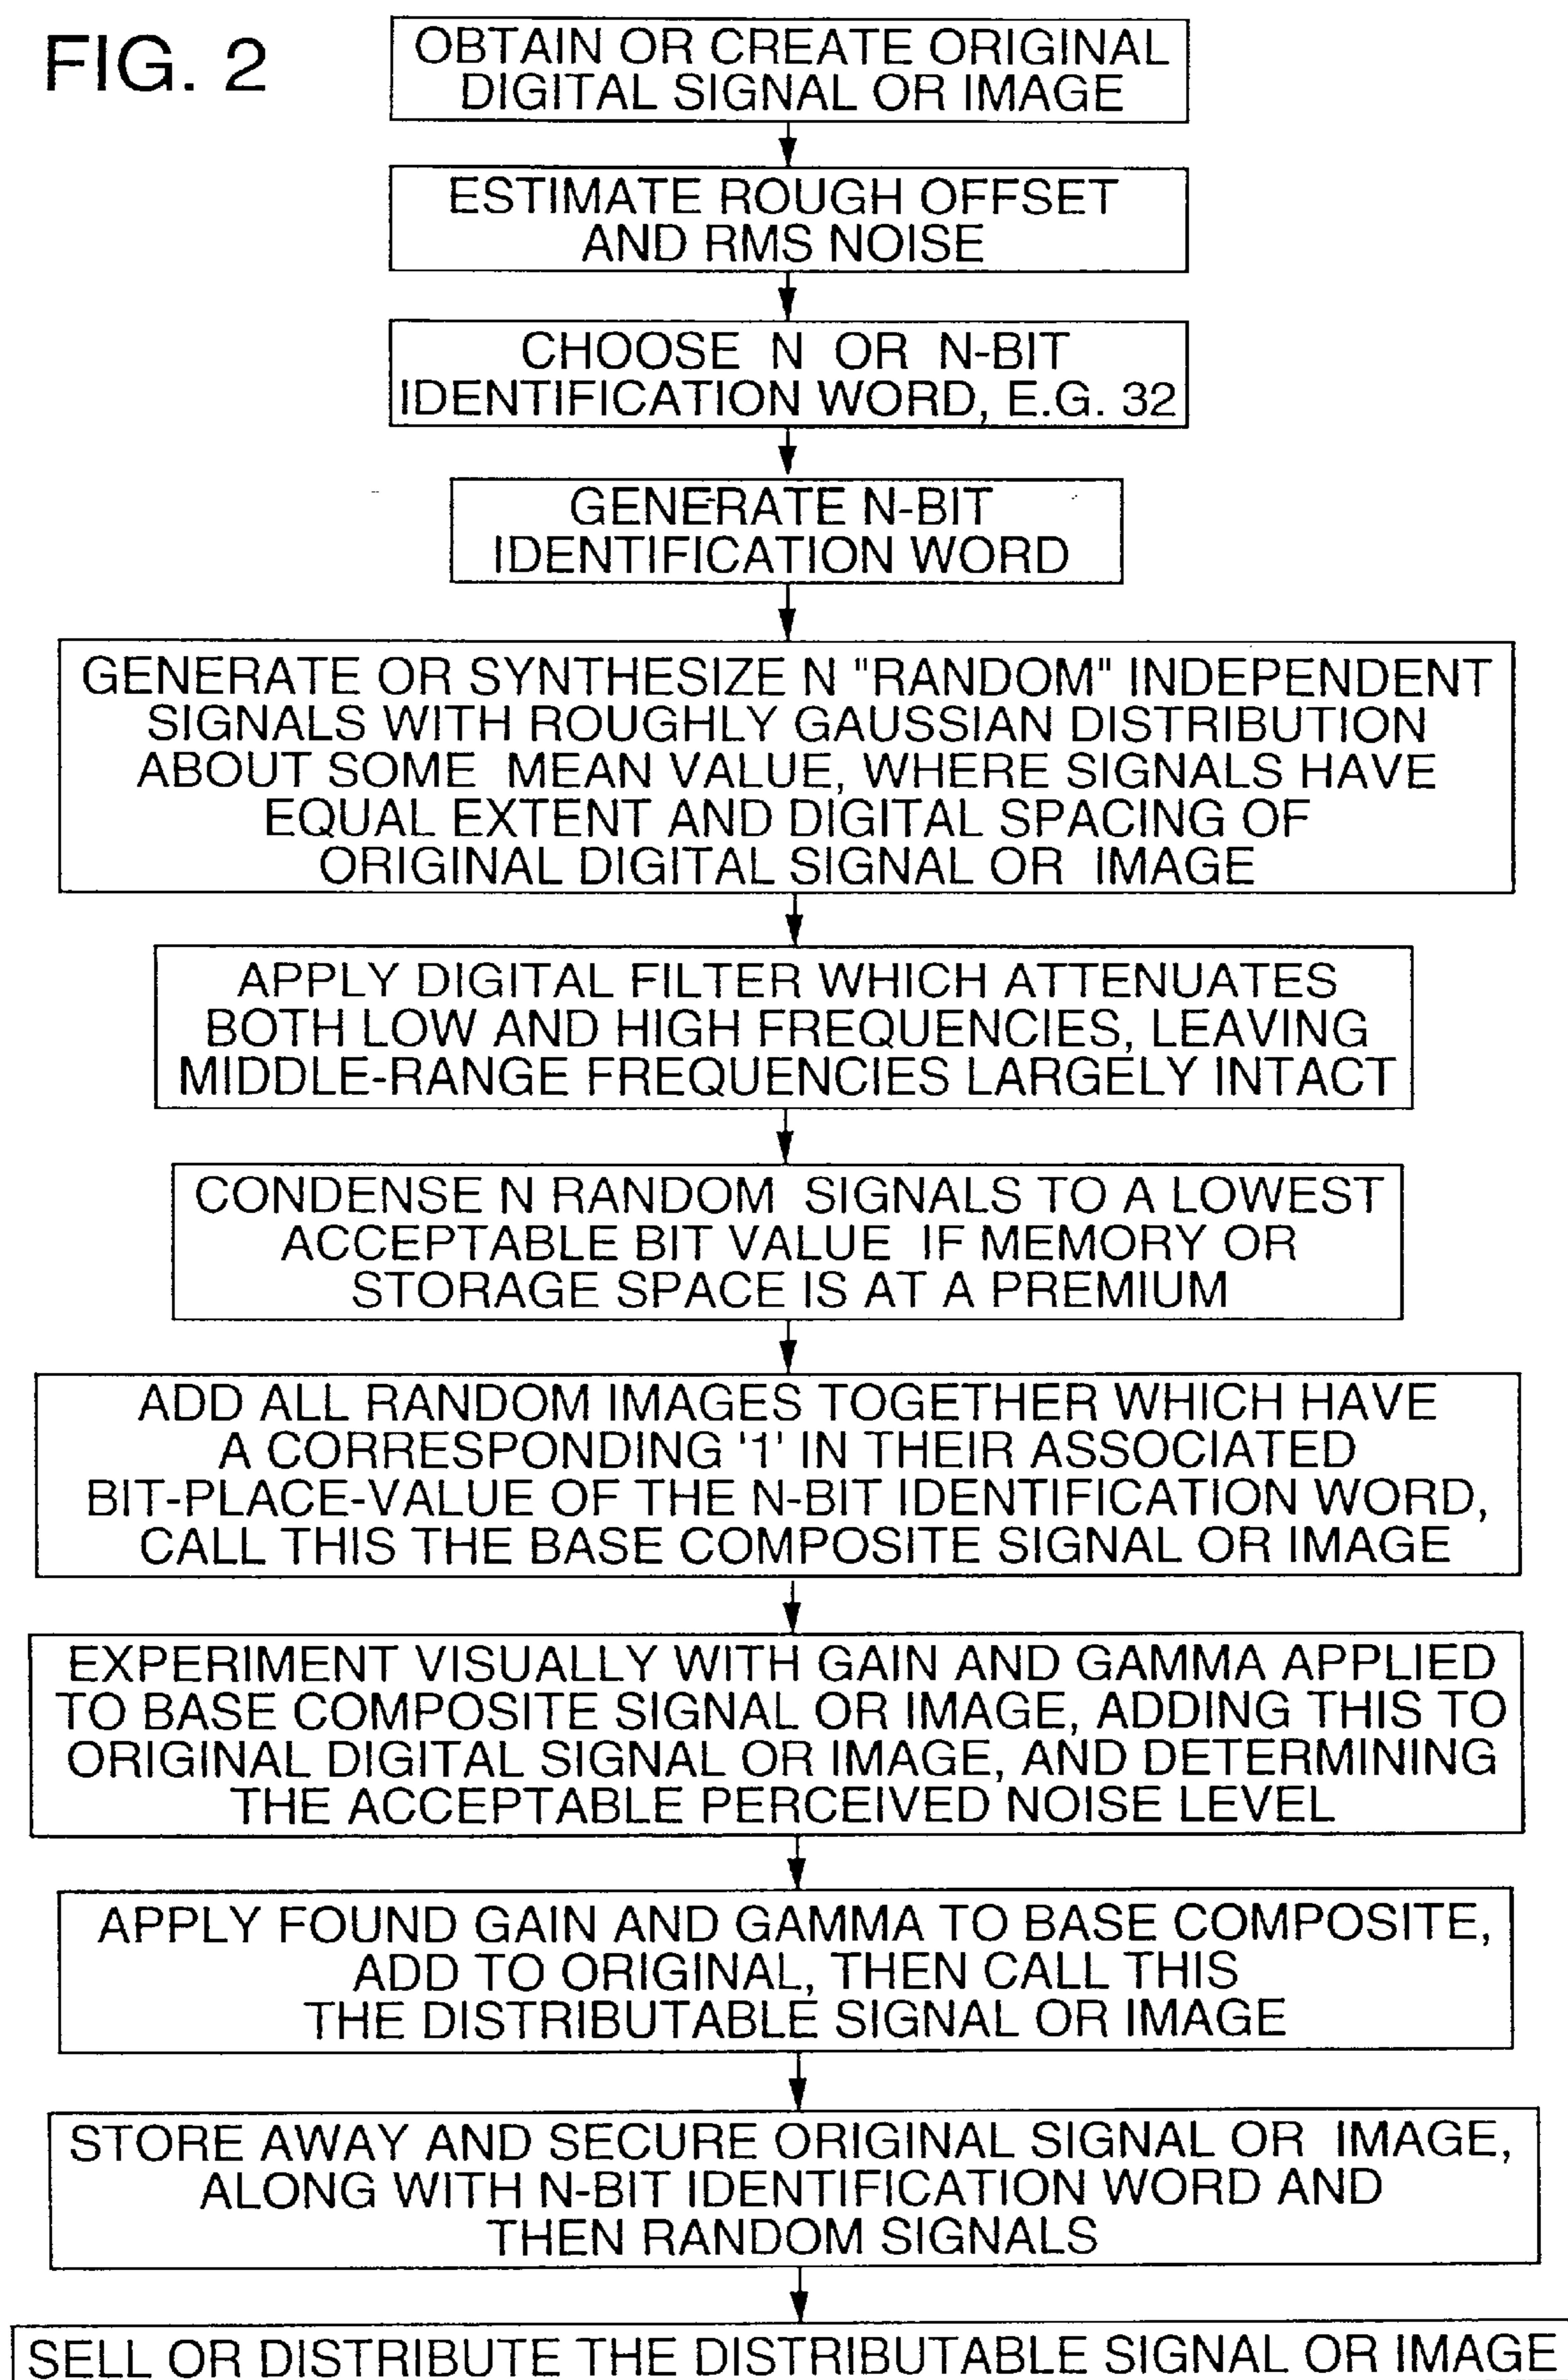 FIG. 2
OBTAIN OR CREATE ORIGINAL
DIGITAL SIGNAL OR IMAGE
ESTIMATE ROUGH OFFSET
AND RMS NOISE
CHOOSE N OR N-BIT
IDENTIFICATION WORD, E.G. 32
GENERATE N-BIT
IDENTIFICATION WORD
GENERATE OR SYNTHESIZE N "RANDOM" INDEPENDENT
SIGNALS WITH ROUGHLY GAUSSIAN DISTRIBUTION
ABOUT SOME MEAN VALUE, WHERE SIGNALS HAVE
EQUAL EXTENT AND DIGITAL SPACING OF
ORIGINAL DIGITAL SIGNAL OR IMAGE
APPLY DIGITAL FILTER WHICH ATTENUATES
BOTH LOW AND HIGH FREQUENCIES, LEAVING
MIDDLE-RANGE FREQUENCIES LARGELY INTACT
CONDENSE N RANDOM SIGNALS TO A LOWEST
ACCEPTABLE BIT VALUE IF MEMORY OR
STORAGE SPACE IS AT A PREMIUM
ADD ALL RANDOM IMAGES TOGETHER WHICH HAVE
A CORRESPONDING '1' IN THEIR ASSOCIATED
BIT-PLACE-VALUE OF THE N-BIT IDENTIFICATION WORD,
CALL THIS THE BASE COMPOSITE SIGNAL OR IMAGE
EXPERIMENT VISUALLY WITH GAIN AND GAMMA APPLIED
TO BASE COMPOSITE SIGNAL OR IMAGE, ADDING THIS TO
ORIGINAL DIGITAL SIGNAL OR IMAGE, AND DETERMINING
THE ACCEPTABLE PERCEIVED NOISE LEVEL
APPLY FOUND GAIN AND GAMMA TO BASE COMPOSITE,
ADD TO ORIGINAL, THEN CALL THIS
THE DISTRIBUTABLE SIGNAL OR IMAGE
STORE AWAY AND SECURE ORIGINAL SIGNAL OR IMAGE,
ALONG WITH N-BIT IDENTIFICATION WORD AND
THEN RANDOM SIGNALS
SELL OR DISTRIBUTE THE DISTRIBUTABLE SIGNAL OR IMAGE